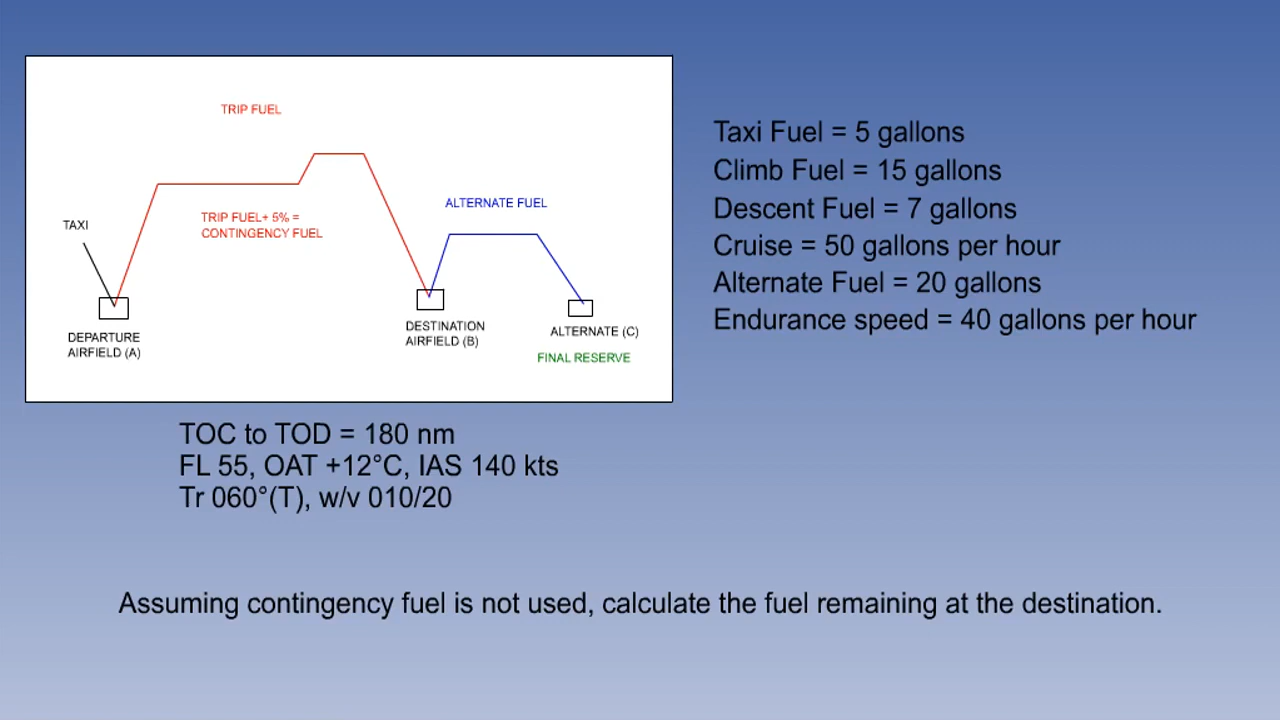 TRIP FUEL
TRIP FUEL+ 5% =
CONTINGENCY FUEL
ALTERNATE FUEL
TAXI
DEPARTURE
AIRFIELD (A)
DESTINATION
AIRFIELD (B)
ALTERNATE (C)
FINAL RESERVE
Taxi Fuel = 5 gallons
Climb Fuel = 15 gallons
Descent Fuel = 7 gallons
Cruise = 50 gallons per hour
Alternate Fuel = 20 gallons
Endurance speed = 40 gallons per hour
TOC to TOD = 180 nm
FL 55, OAT +12°C, IAS 140 kts
Tr 060°(T), w/v 010/20
Assuming contingency fuel is not used, calculate the fuel remaining at the destination.